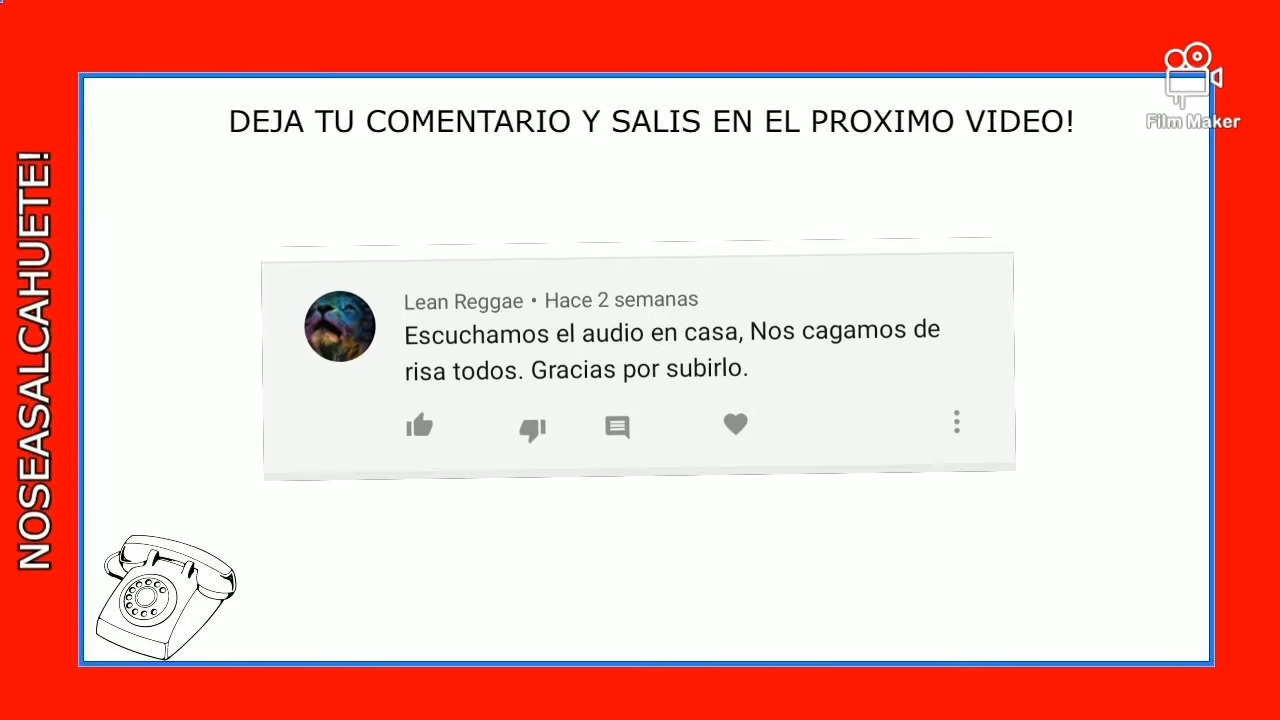 DEJA TU COMENTARIO Y SALIS EN EL PROXIMO VIDEO!
Film Maker
NOSEASALCAHUETE!
Lean Reggae • Hace 2 semanas
Escuchamos el audio en casa, Nos cagamos de
risa todos. Gracias por subirlo.